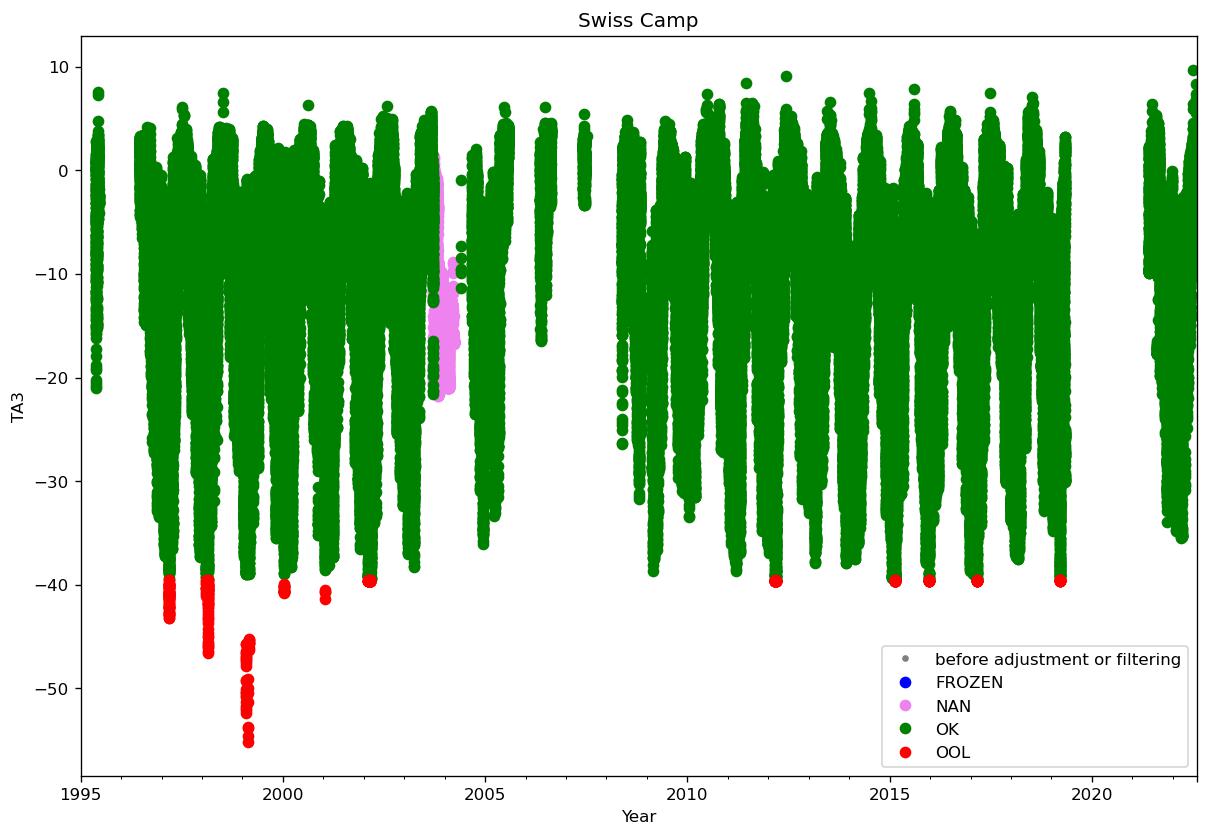 Swiss Camp
10
0
−10
−20
−30
−40
−50
TA3
1995 2000 2005 2010 2015 2020
Year
before adjustment or filtering
FROZEN
NAN
OK
OOL